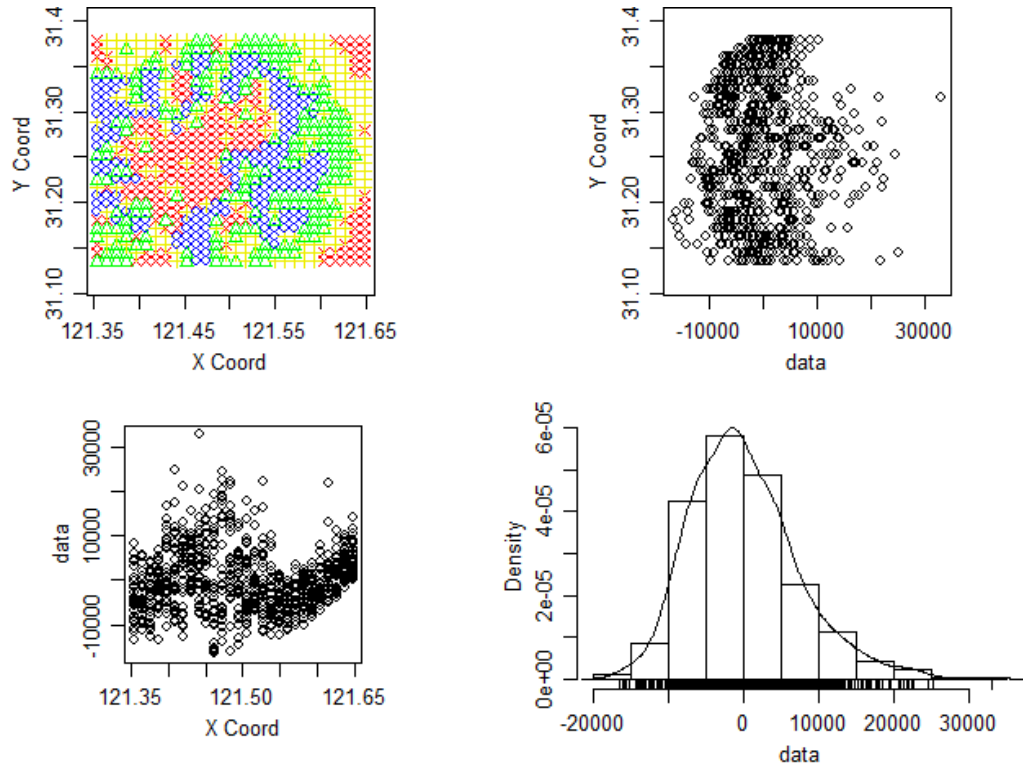 31.10 31.20 31.30 31.4
Y Coord
121.35 121.45 121.55 121.65
X Coord
31.10 31.20 31.30 31.4
Y Coord
-10000 10000 30000
data
-10000 10000 30000
data
121.35 121.50 121.65
X Coord
0e+00 2e-05 4e-05 6e-05
Density
-20000 0 10000 30000
data